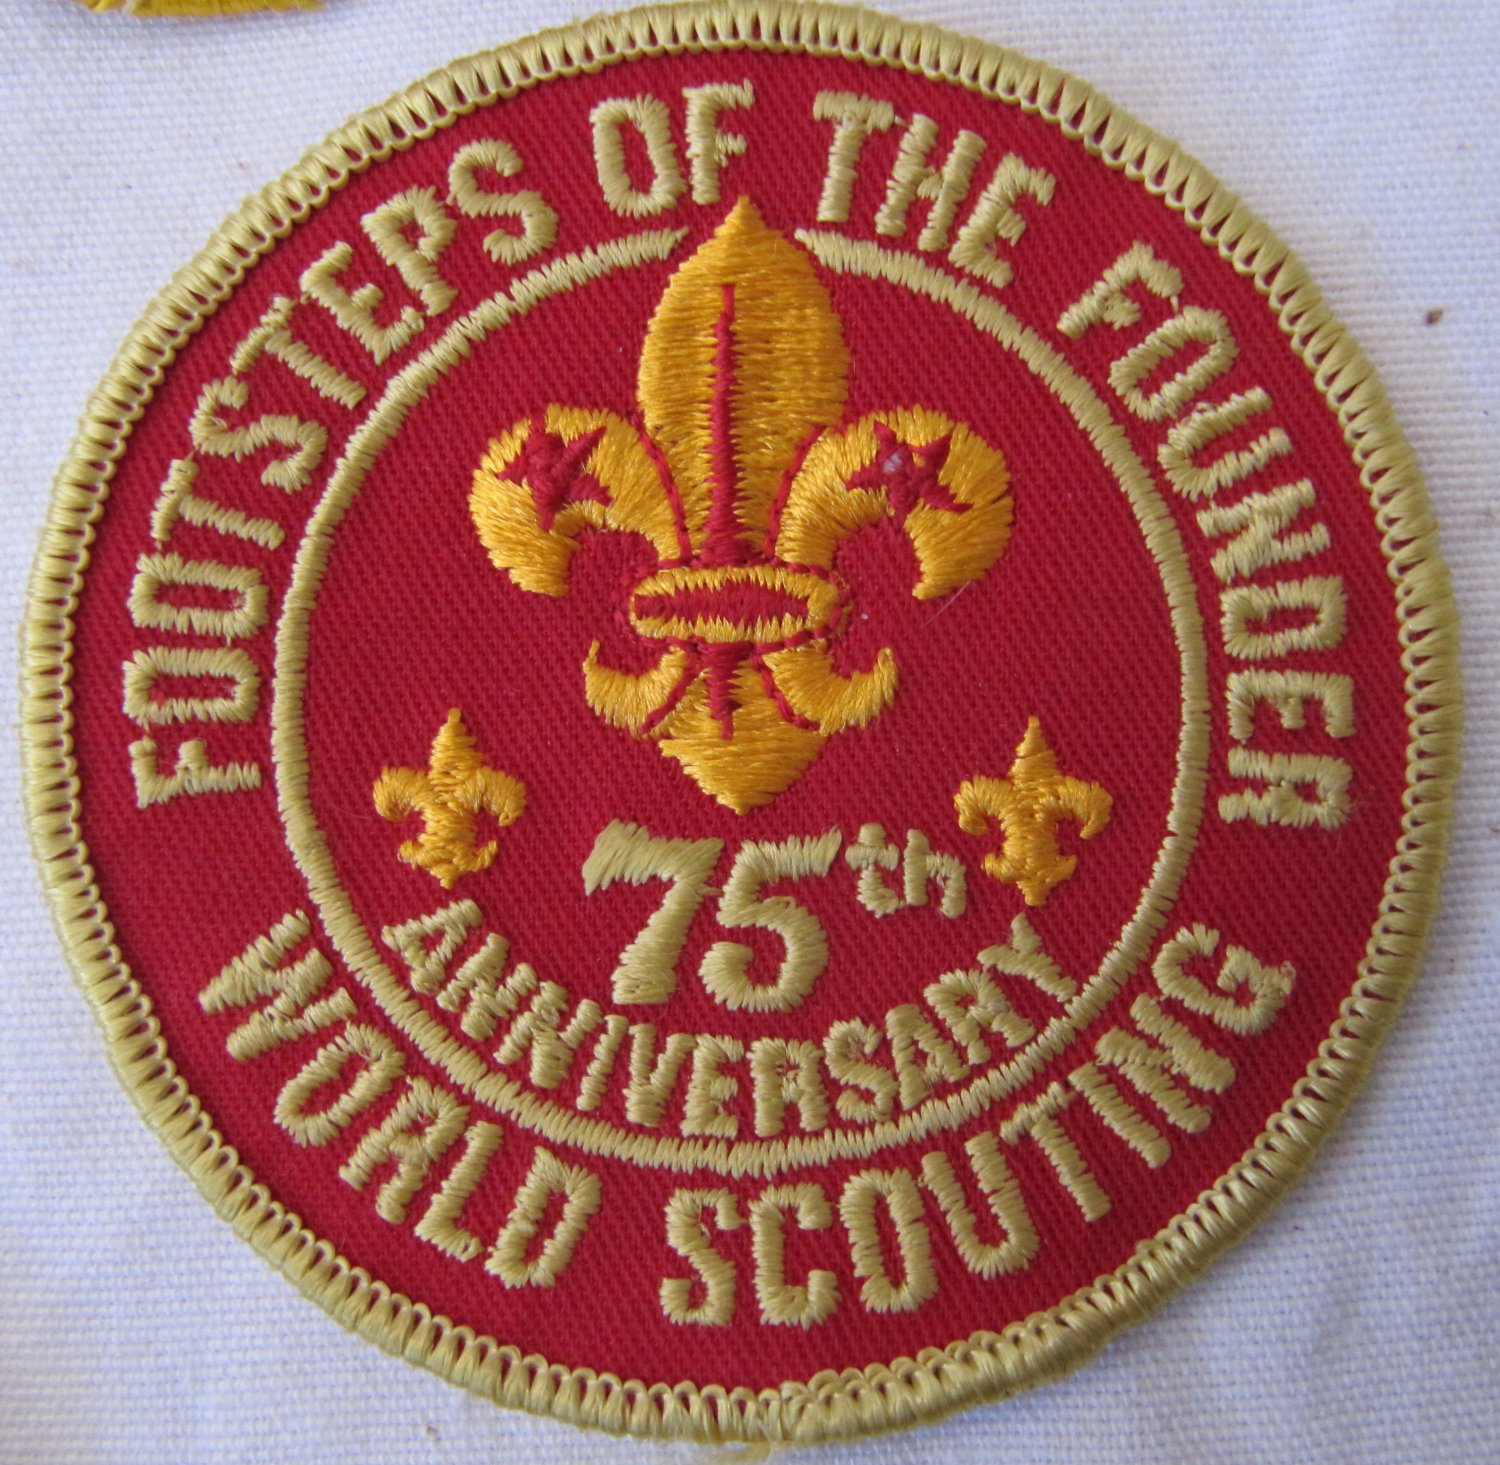 FOOTSTEPS OF THE FOUNDER
75th
ANNIVERSARY
WORLD SCOUTING